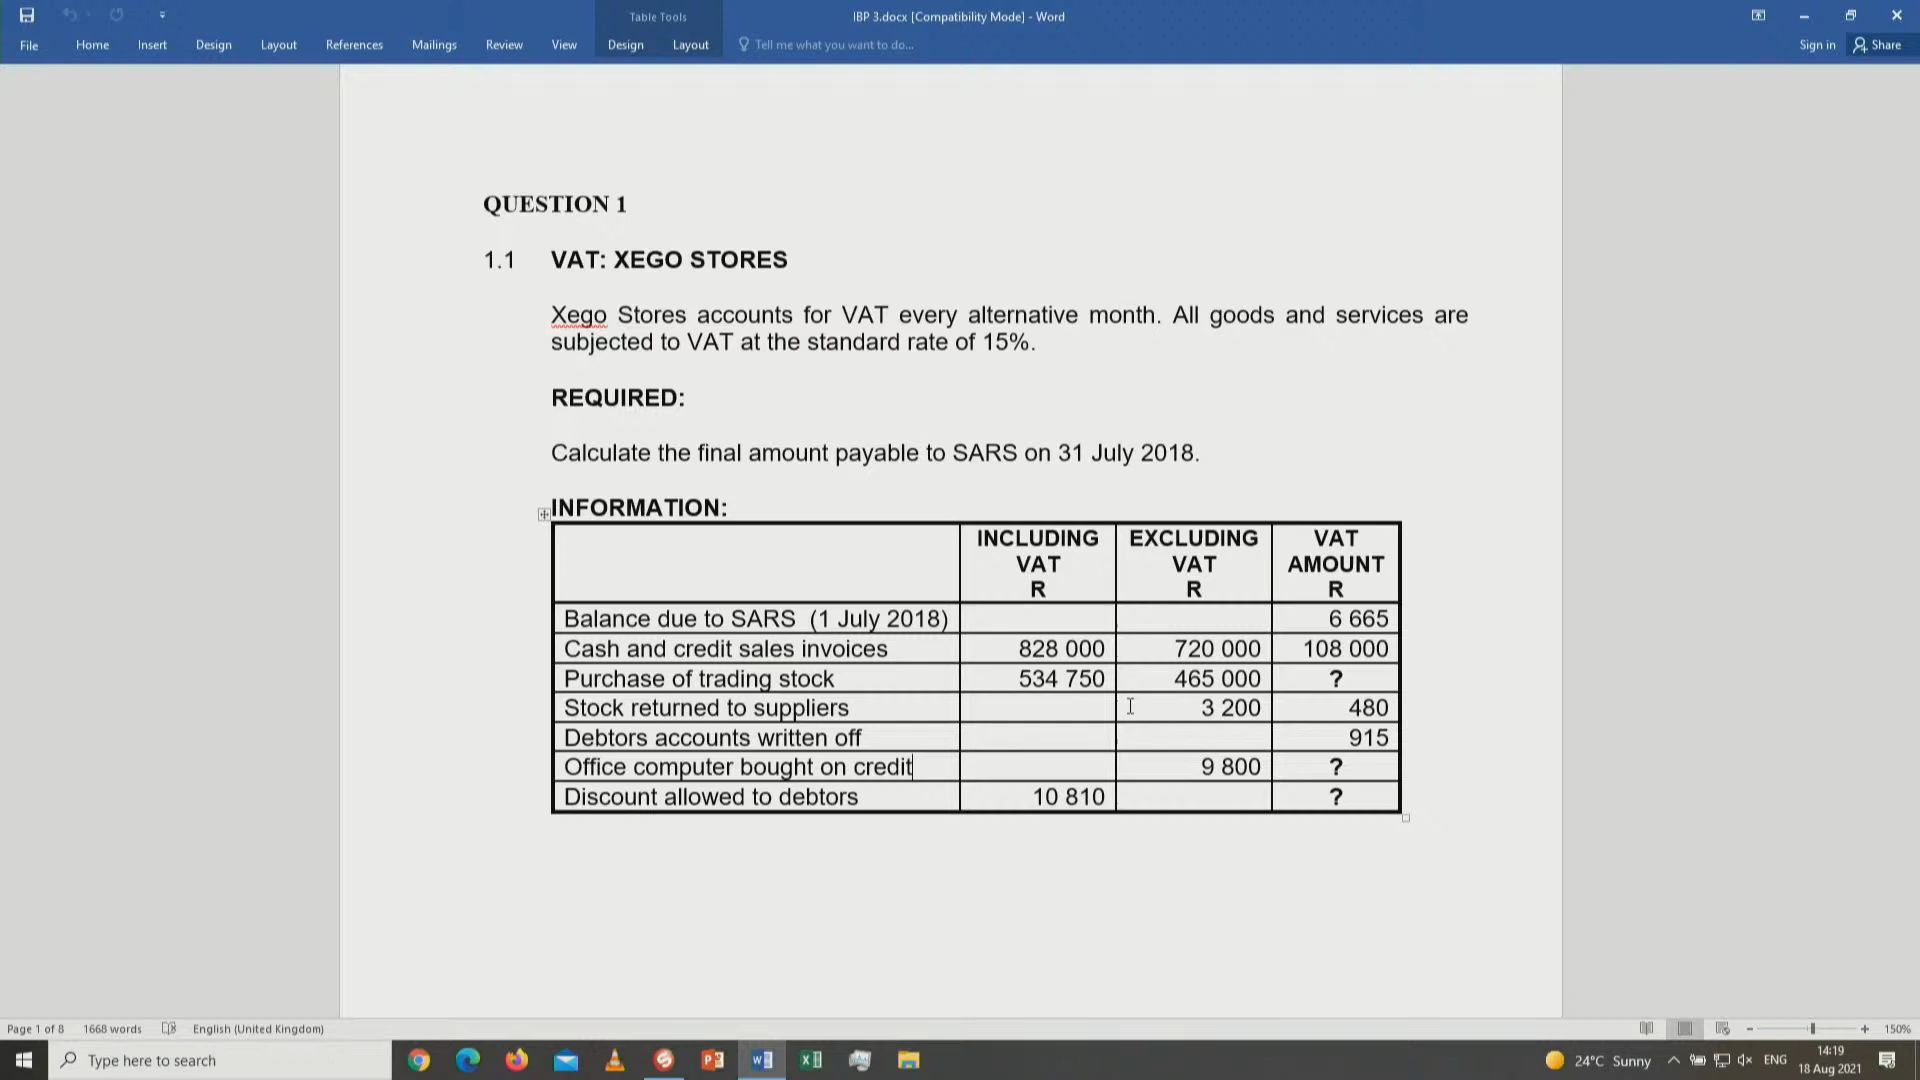 Table Tools
IBP 3.docx [Compatibility Mode] - Word
File Home Insert Design Layout References Mailings Review View Design Layout Tell me what you want to do... Sign in Share
QUESTION 1
1.1 VAT: XEGO STORES
Xego Stores accounts for VAT every alternative month. All goods and services are
subjected to VAT at the standard rate of 15%.
REQUIRED:
Calculate the final amount payable to SARS on 31 July 2018.
INFORMATION:
INCLUDING VAT R EXCLUDING VAT R VAT AMOUNT R
Balance due to SARS (1 July 2018) 6 665
Cash and credit sales invoices 828 000 720 000 108 000
Purchase of trading stock 534 750 465 000 ?
Stock returned to suppliers 3 200 480
Debtors accounts written off 915
Office computer bought on credit 9 800 ?
Discount allowed to debtors 10 810 ?
Page 1 of 8 1668 words English (United Kingdom) 150%
Type here to search 24°C Sunny ENG 14:19
18 Aug 2021